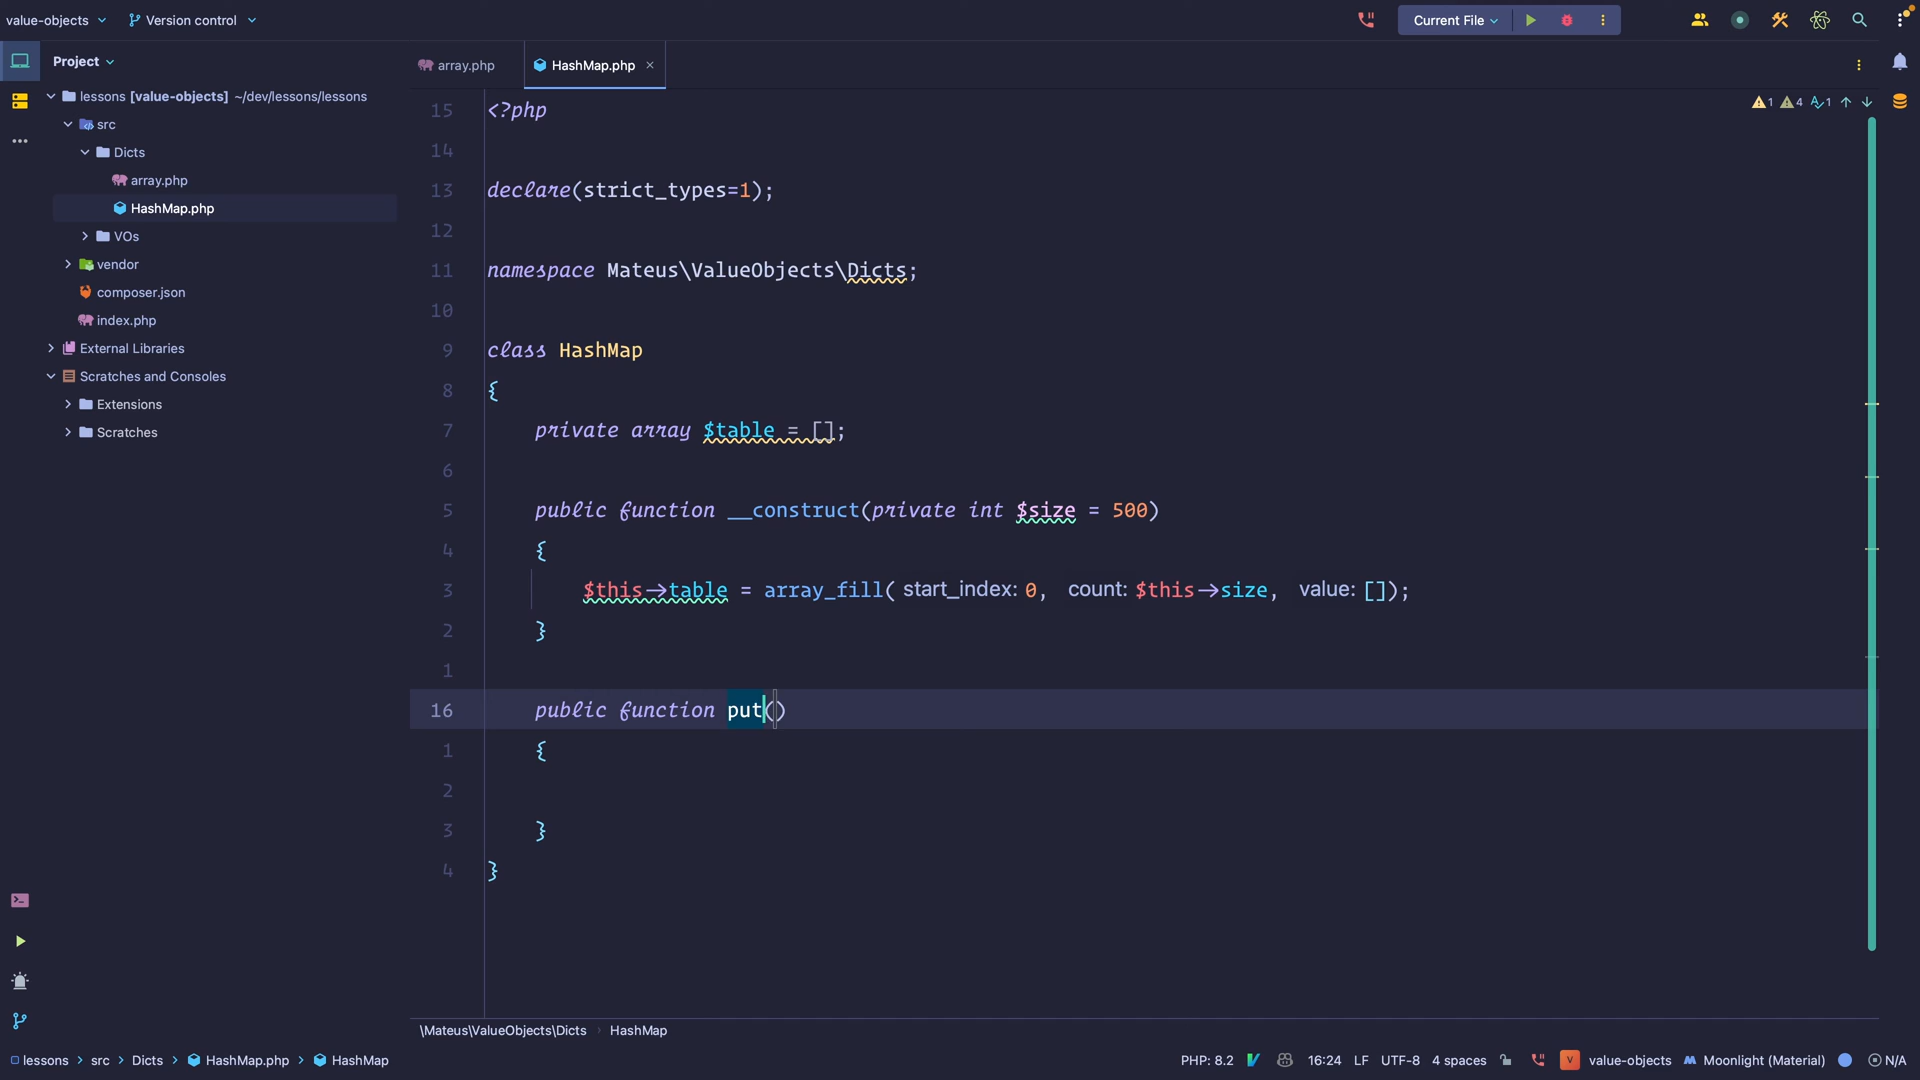 value-objects
Version control
Current File
Project
array.php
HashMap.php
lessons [value-objects] ~/dev/lessons/lessons
src
Dicts
array.php
HashMap.php
VOs
vendor
composer.json
index.php
External Libraries
Scratches and Consoles
Extensions
Scratches
1 4 1
15 <?php
14
13 declare(strict_types=1);
12
11 namespace Mateus\ValueObjects\Dicts;
10
9 class HashMap
8 {
7 private array $table = [];
6
5 public function __construct(private int $size = 500)
4 {
3 $this->table = array_fill( start_index: 0, count: $this->size, value: []);
2 }
1
16 public function put()
1 {
2
3 }
4 }
\Mateus\ValueObjects\Dicts HashMap
lessons src Dicts HashMap.php HashMap
PHP: 8.2 16:24 LF UTF-8 4 spaces V value-objects Moonlight (Material) N/A